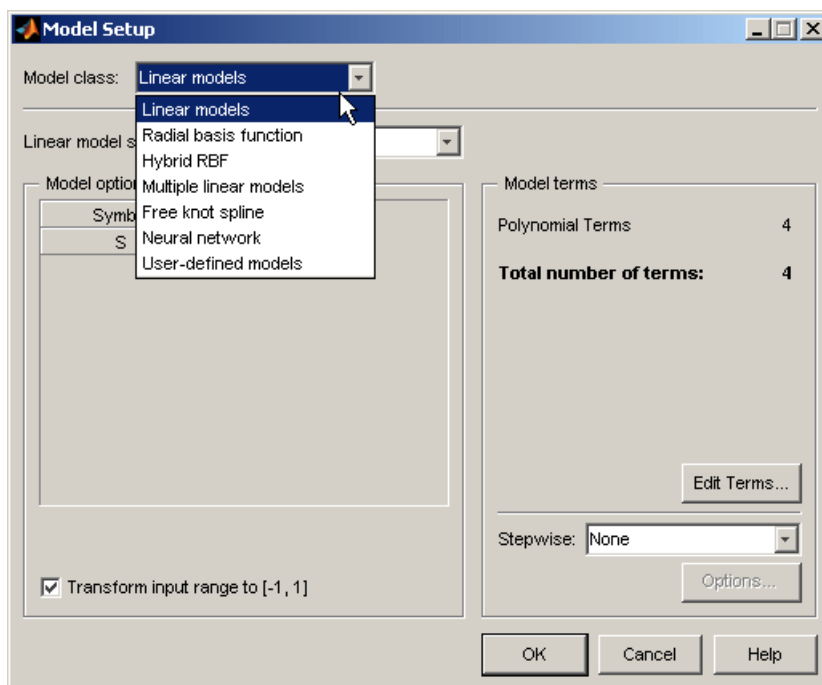 Model Setup
Model class: Linear models
Linear models
Radial basis function
Hybrid RBF
Multiple linear models
Free knot spline
Neural network
User-defined models
Linear model s
Model optio
Symb
S
Transform input range to [-1, 1]
Model terms
Polynomial Terms 4
Total number of terms: 4
Edit Terms...
Stepwise: None
Options...
OK Cancel Help